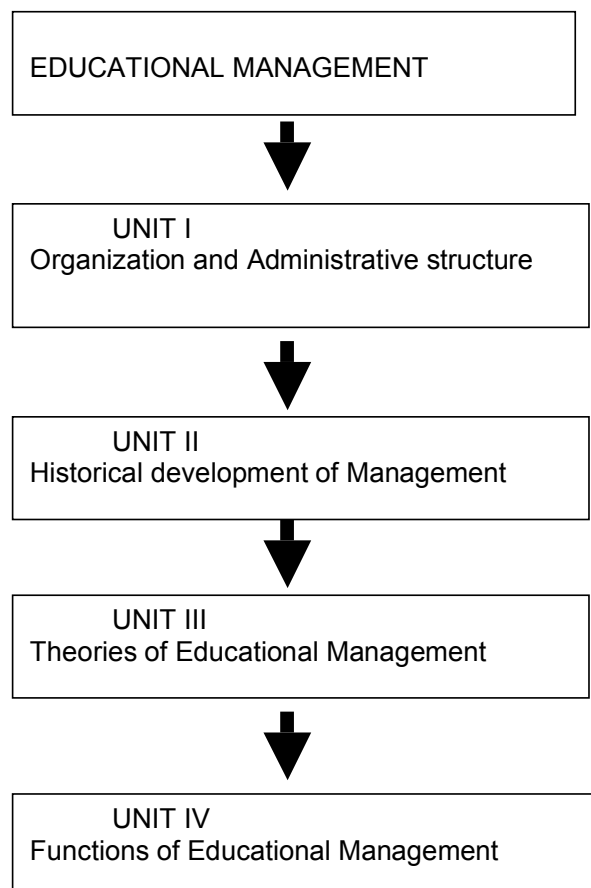 EDUCATIONAL MANAGEMENT
UNIT I
Organization and Administrative structure
UNIT II
Historical development of Management
UNIT III
Theories of Educational Management
UNIT IV
Functions of Educational Management